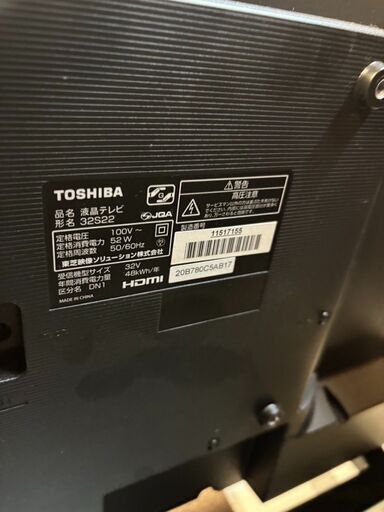 TOSHIBA
品名 液晶テレビ
形名 32S22
JQA
定格電圧 100V～
定格消費電力 52W
定格周波数 50/60Hz
東芝映像ソリューション株式会社
受信機型サイズ 32V
年間消費電力量 48kWh/年
区分名 DN1
MADE IN CHINA
HDMI
⚠警告
高圧注意
製造番号
11517155
20B780C5AB17